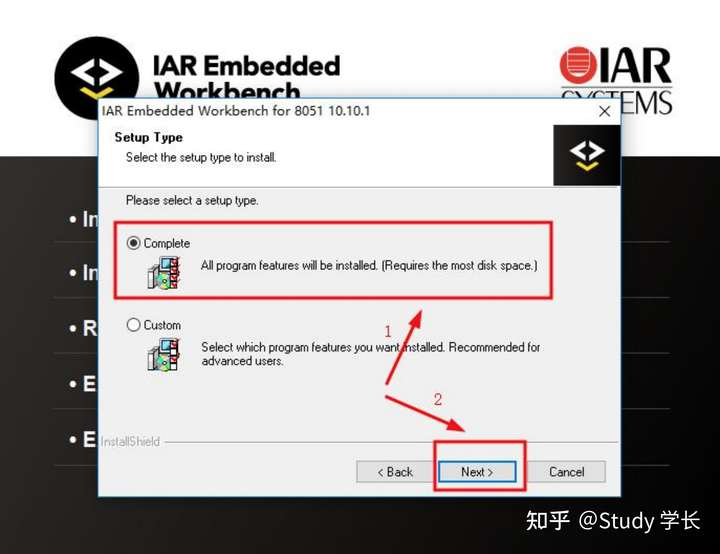 IAR Embedded
Workbench
IAR
SYSTEMS
IAR Embedded Workbench for 8051 10.10.1
Setup Type
Select the setup type to install.
Please select a setup type.
• In
Complete
All program features will be installed. (Requires the most disk space.)
• In
Custom
1
• R
Select which program features you want installed. Recommended for
advanced users.
• E
2
• E
InstallShield
< Back
Next >
Cancel
知乎 @Study 学长